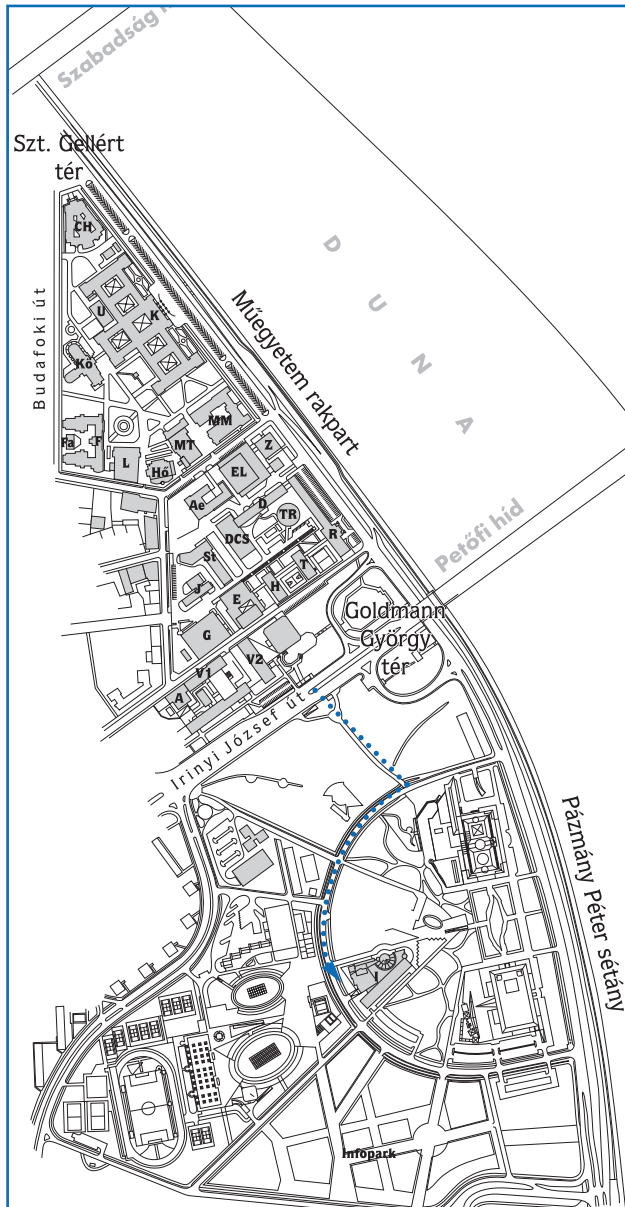 Szabadság
Szt. Gellért
tér
CH
D
U
N
A
Budafoki út
U
K
Műegyetem rakpart
Kö
MM
Fa
F
L
MT
Hö
Z
EL
Ae
D
TR
DCS
R
St
T
Petőfi híd
J
H
E
Goldmann
György
tér
G
V2
V1
A
Irinyi József út
Pázmány Péter sétány
I
Infopark